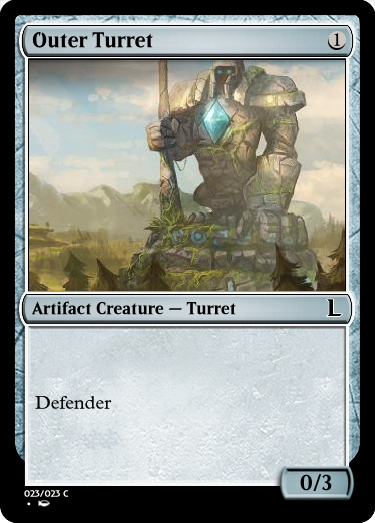 Outer Turret 1
Artifact Creature — Turret L
Defender
0/3
023/023 C